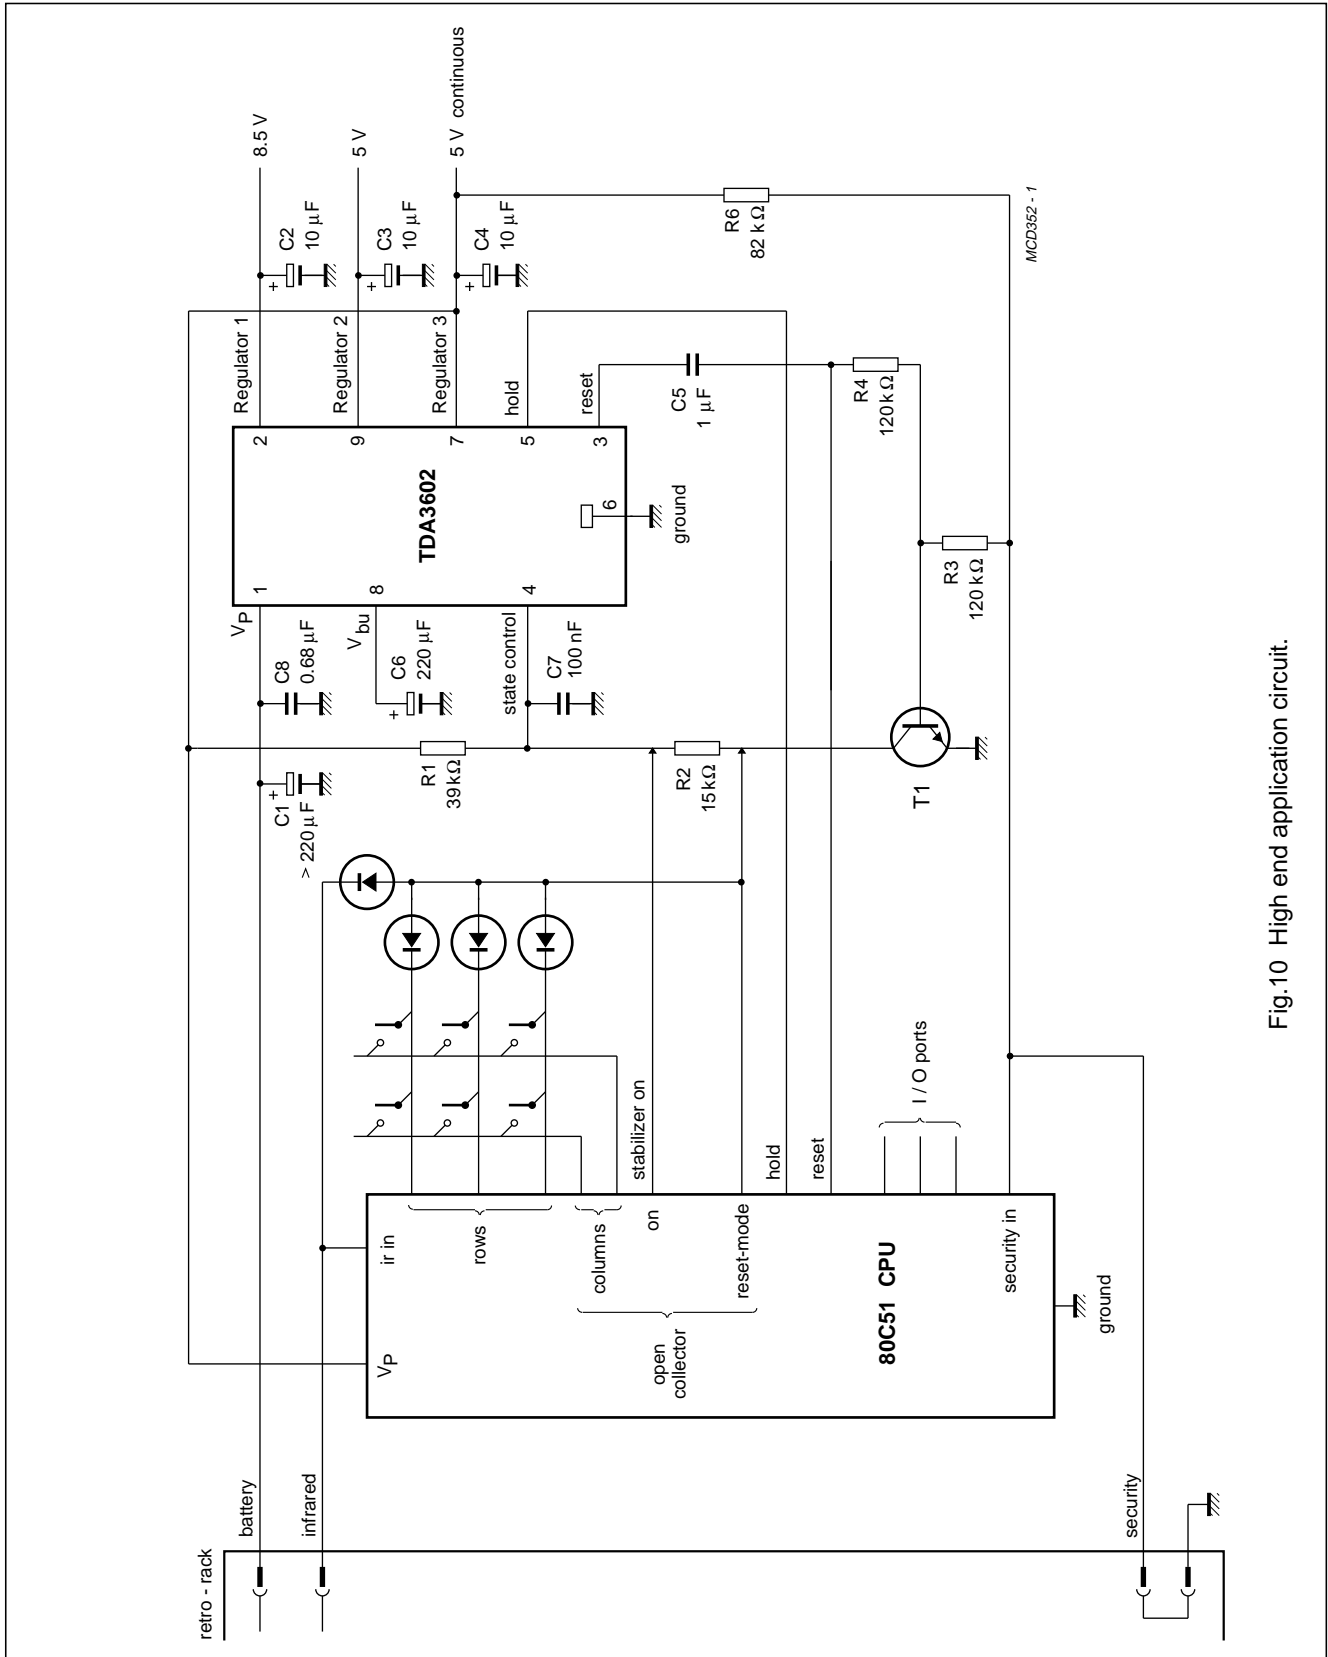 retro - rack
battery
infrared
security
VP
ir in
rows
columns
on
reset-mode
open
collector
80C51 CPU
security in
ground
stabilizer on
hold
reset
I / O ports
C1
+
> 220 µF
C8
0.68 µF
VP
Vbu
C6
220 µF
+
state control
C7
100 nF
R1
39 kΩ
R2
15 kΩ
T1
TDA3602
1
8
4
2
9
7
5
3
6
ground
Regulator 1
Regulator 2
Regulator 3
hold
reset
+
C2
10 µF
+
C3
10 µF
+
C4
10 µF
8.5 V
5 V
5 V continuous
C5
1 µF
R4
120 kΩ
R3
120 kΩ
R6
82 kΩ
MCD352 - 1
Fig.10 High end application circuit.